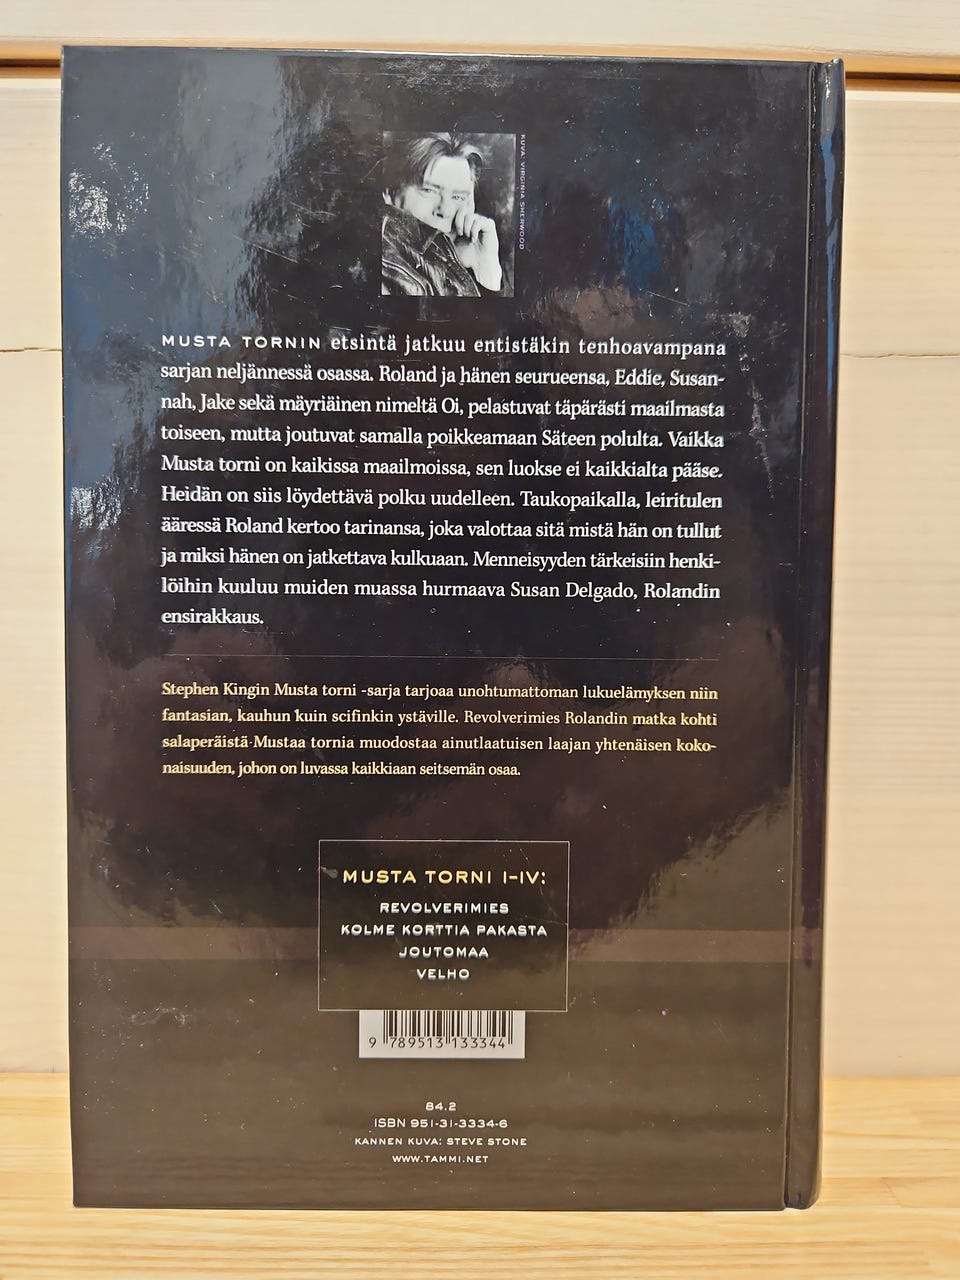 KUVA: VIRGINIA SHERWOOD
MUSTA TORNIN etsintä jatkuu entistäkin tenhoavampana
sarjan neljännessä osassa. Roland ja hänen seurueensa, Eddie, Susan-
nah, Jake sekä mäyriäinen nimeltä Oi, pelastuvat täpärästi maailmasta
toiseen, mutta joutuvat samalla poikkeamaan Säteen polulta. Vaikka
Musta torni on kaikissa maailmoissa, sen luokse ei kaikkialta pääse.
Heidän on siis löydettävä polku uudelleen. Taukopaikalla, leiritulen
ääressä Roland kertoo tarinansa, joka valottaa sitä mistä hän on tullut
ja miksi hänen on jatkettava kulkuaan. Menneisyyden tärkeisiin henki-
löihin kuuluu muiden muassa hurmaava Susan Delgado, Rolandin
ensirakkaus.
Stephen Kingin Musta torni -sarja tarjoaa unohtumattoman lukuelämyksen niin
fantasian, kauhun kuin scifinkin ystäville. Revolverimies Rolandin matka kohti
salaperäistä Mustaa tornia muodostaa ainutlaatuisen laajan yhtenäisen koko-
naisuuden, johon on luvassa kaikkiaan seitsemän osaa.
MUSTA TORNI I–IV:
REVOLVERIMIES
KOLME KORTTIA PAKASTA
JOUTOMAA
VELHO
9 789513 133344
84.2
ISBN 951-31-3334-6
KANNEN KUVA: STEVE STONE
WWW.TAMMI.NET